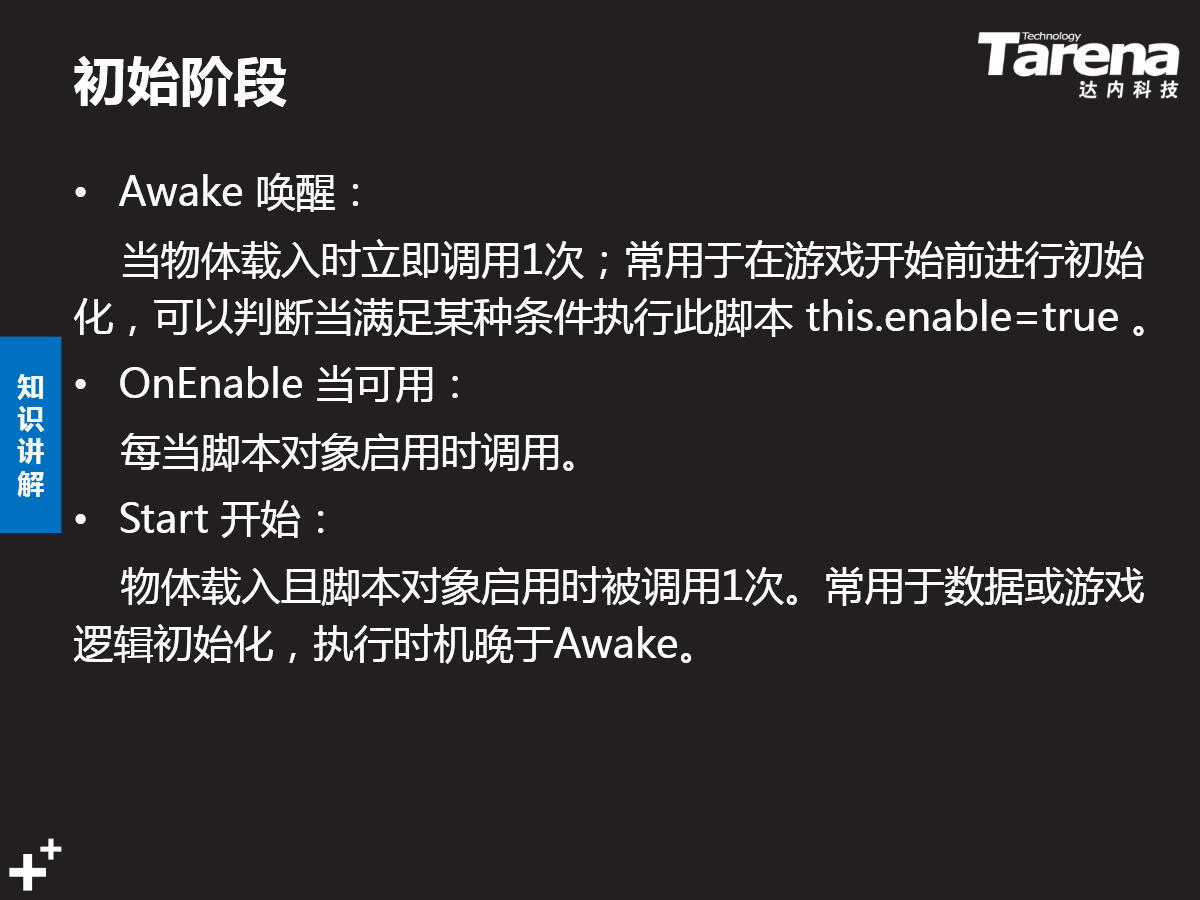 初始阶段
Technology
Tarena
达内科技
• Awake 唤醒：
当物体载入时立即调用1次；常用于在游戏开始前进行初始
化，可以判断当满足某种条件执行此脚本 this.enable=true 。
• OnEnable 当可用：
每当脚本对象启用时调用。
• Start 开始：
物体载入且脚本对象启用时被调用1次。常用于数据或游戏
逻辑初始化，执行时机晚于Awake。
知识讲解